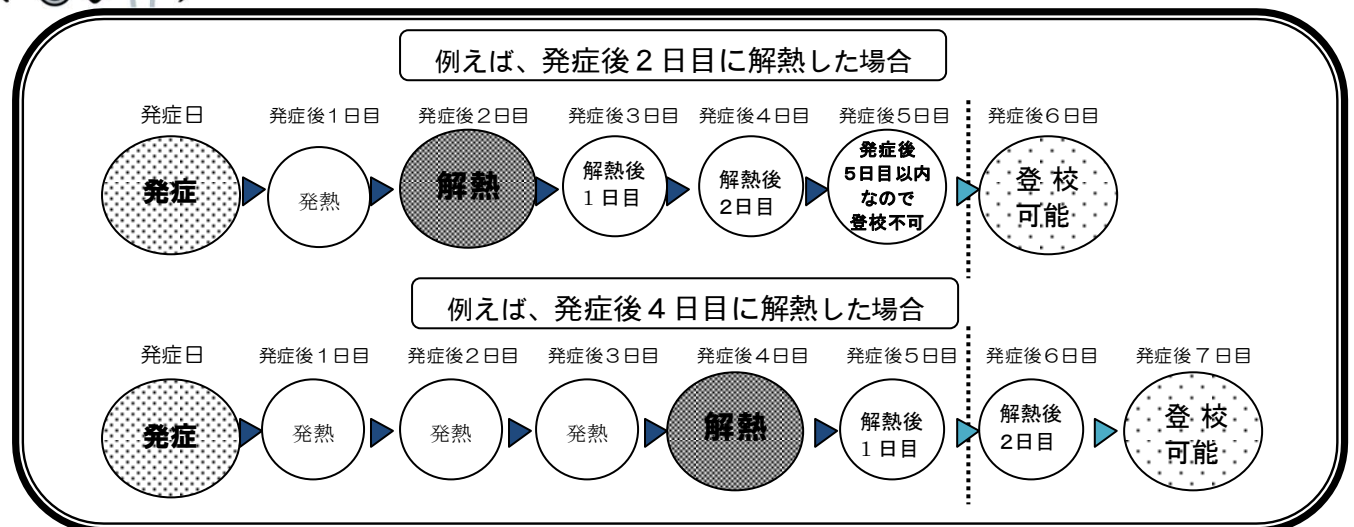 例えば、発症後２日目に解熱した場合
発症日 発症後１日目 発症後２日目 発症後３日目 発症後４日目 発症後５日目 発症後６日目
発症
発熱
解熱
解熱後
１日目
解熱後
2日目
発症後
5日目以内
なので
登校不可
登 校
可能
例えば、発症後４日目に解熱した場合
発症日 発症後１日目 発症後２日目 発症後３日目 発症後４日目 発症後５日目 発症後６日目 発症後７日目
発症
発熱
発熱
発熱
解熱
解熱後
１日目
解熱後
2日目
登 校
可能